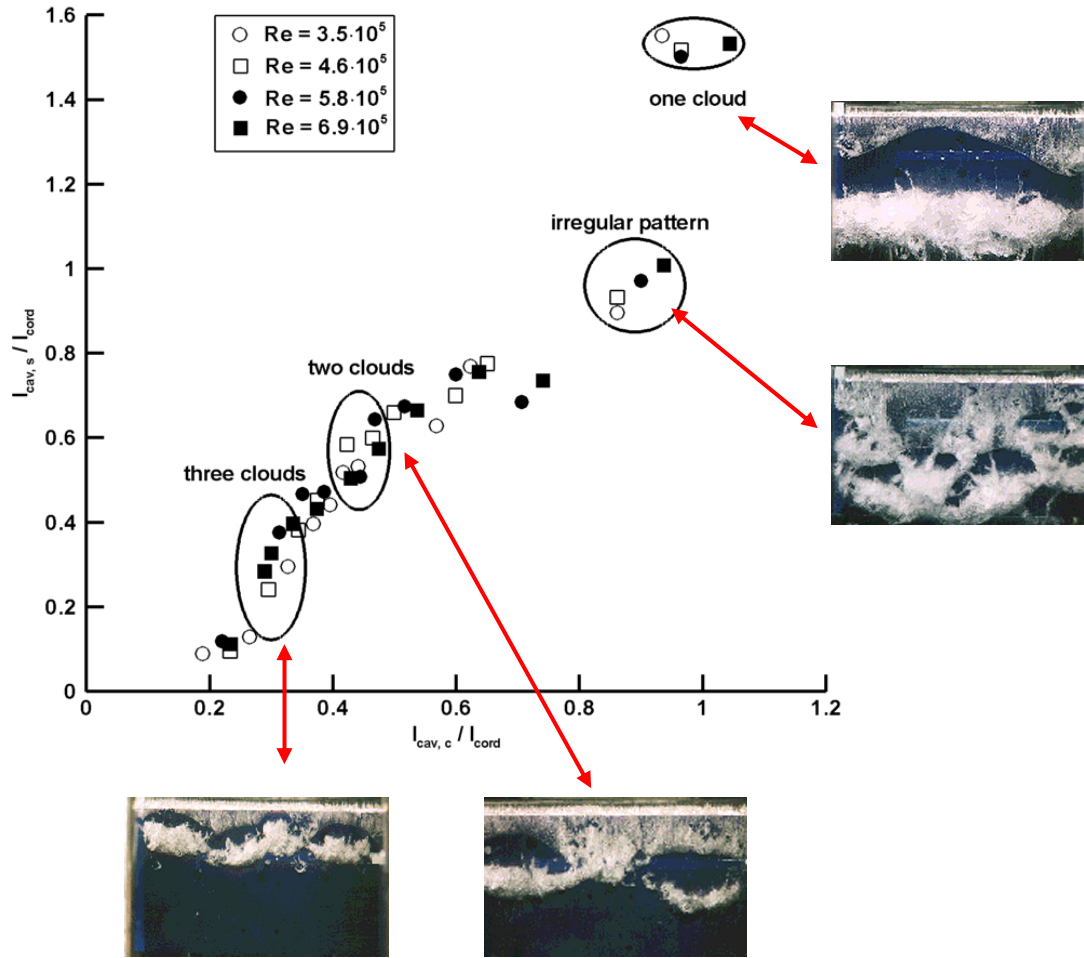 1.6
1.4
1.2
1
0.8
0.6
0.4
0.2
0
l_cav, s / l_cord
Re = 3.5·10⁵
Re = 4.6·10⁵
Re = 5.8·10⁵
Re = 6.9·10⁵
one cloud
irregular pattern
two clouds
three clouds
0 0.2 0.4 0.6 0.8 1 1.2
l_cav, c / l_cord